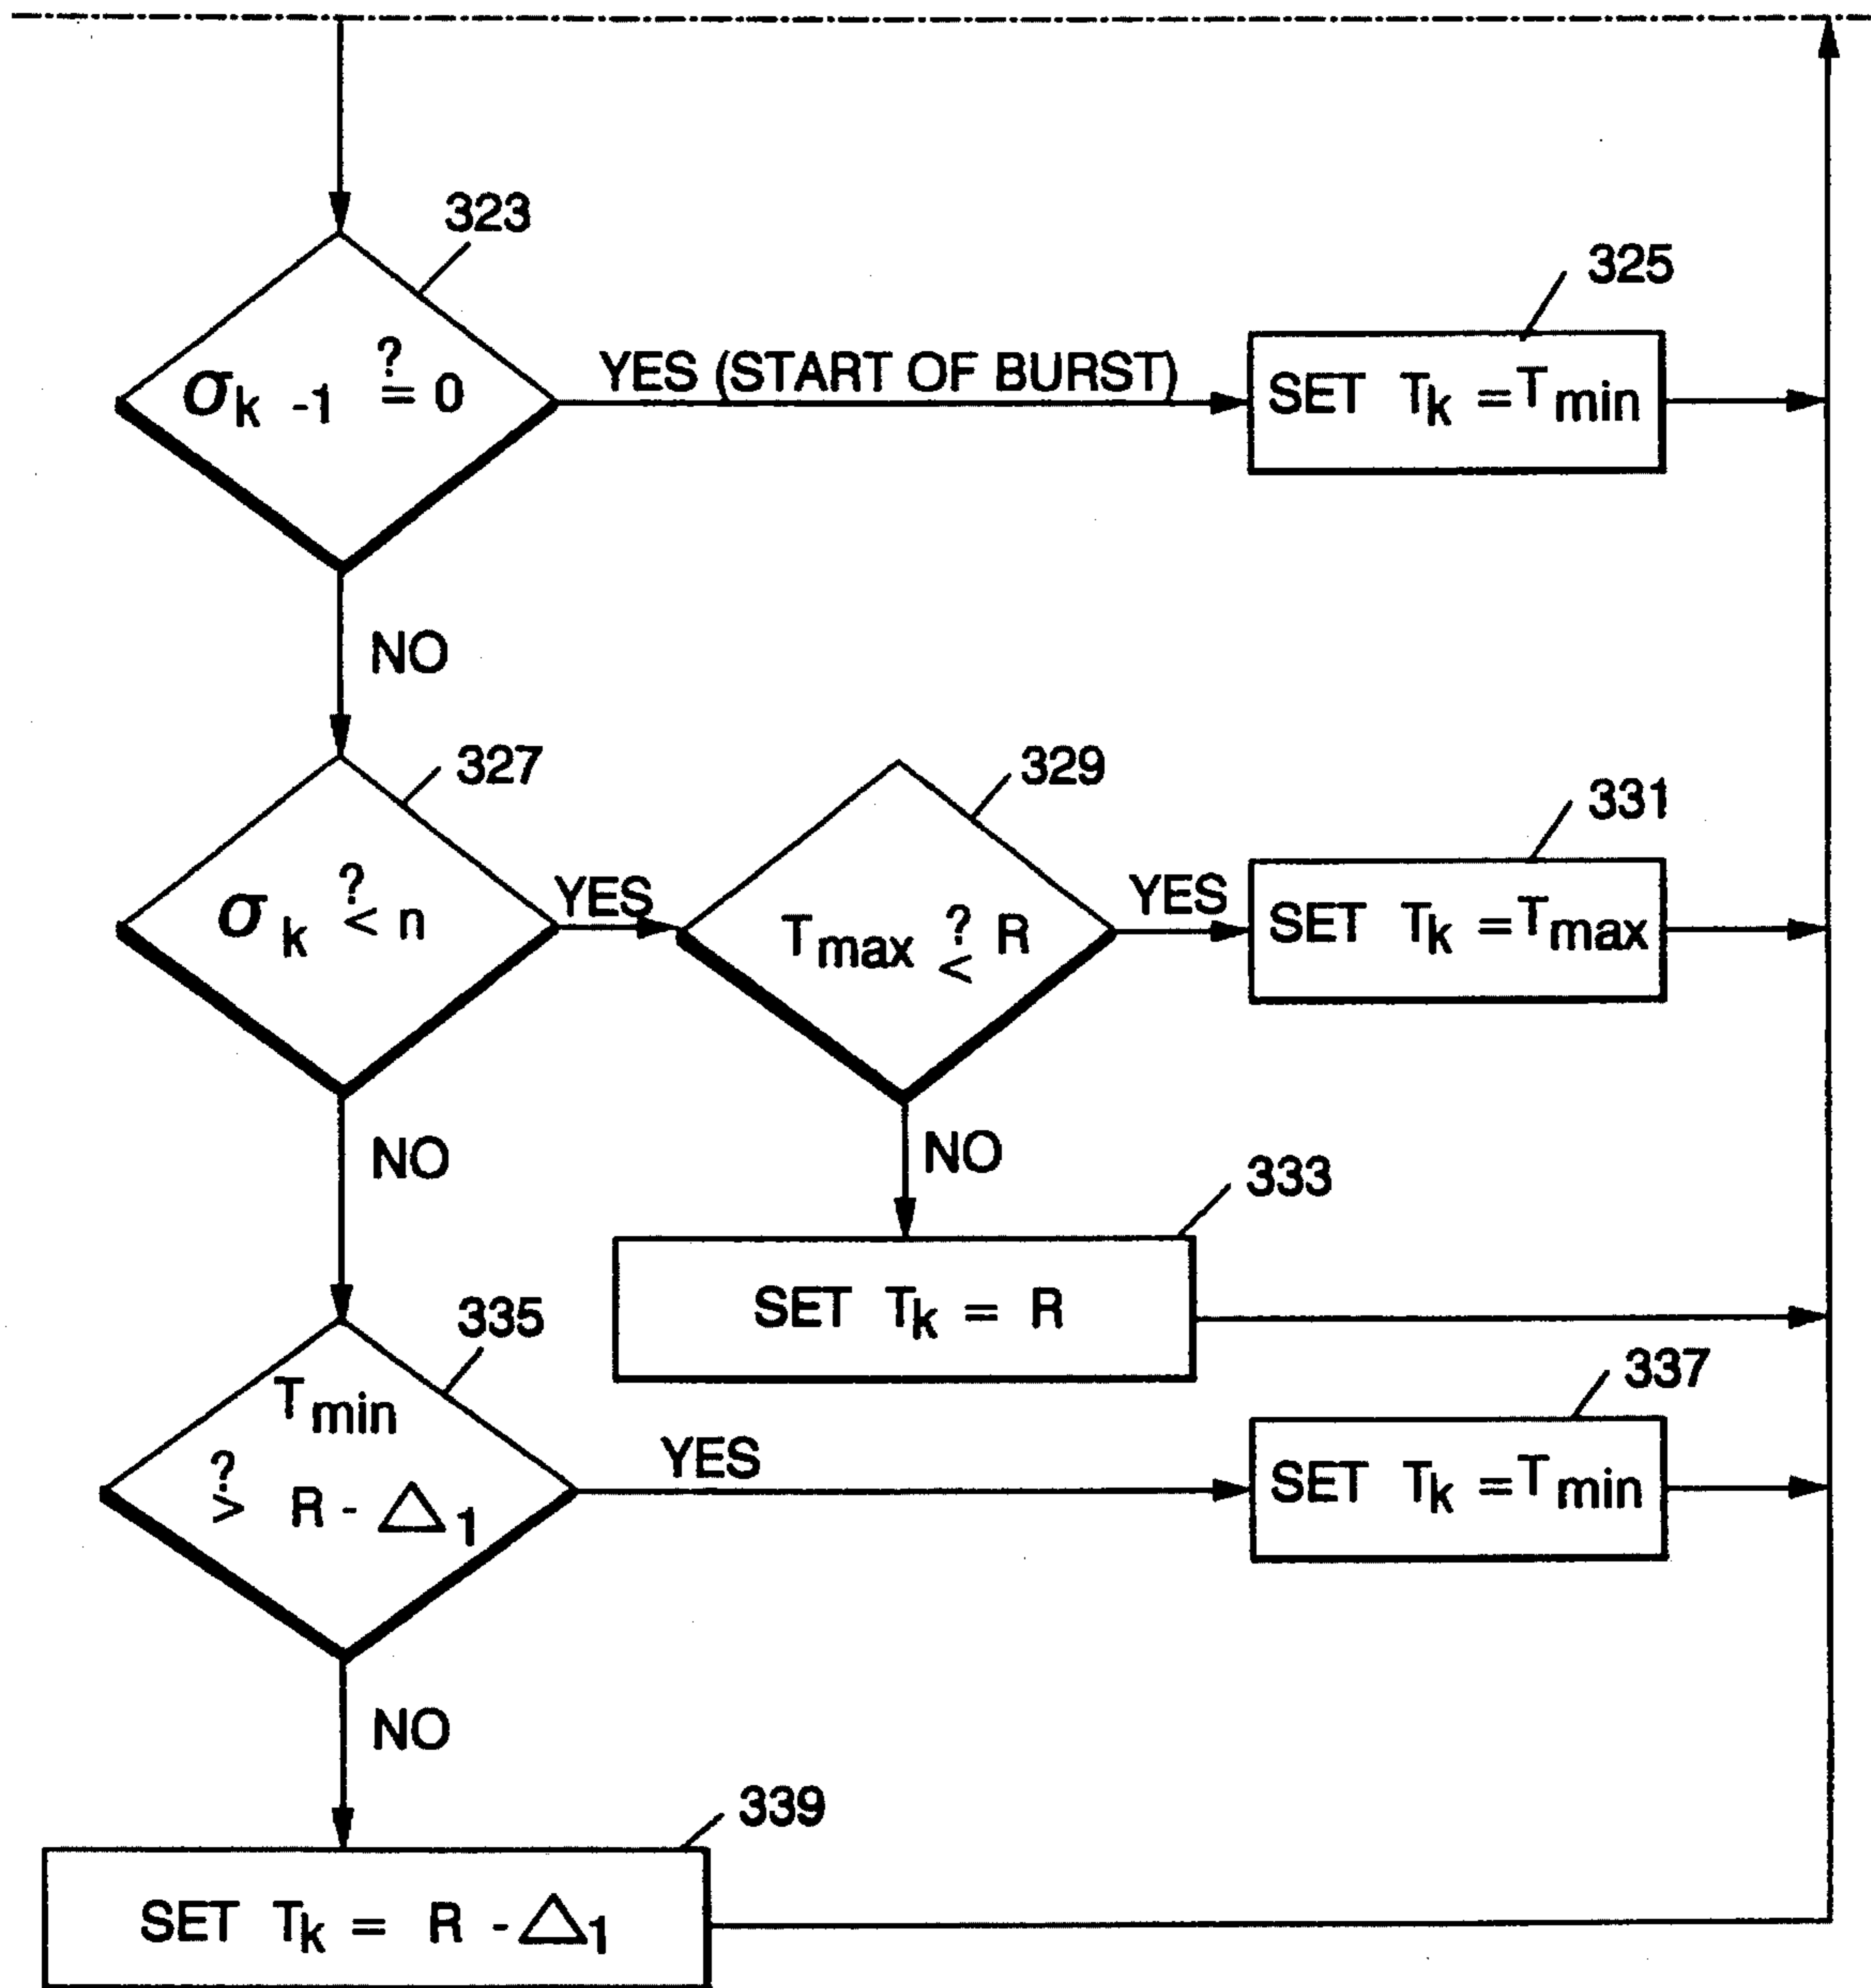 323
σk -1 ? = 0
YES (START OF BURST)
325
SET Tk =Tmin
NO
327
σk ? < n
YES
329
Tmax ? < R
YES
331
SET Tk =Tmax
NO
NO
333
SET Tk = R
335
Tmin
? > R - △1
YES
337
SET Tk =Tmin
NO
339
SET Tk = R - △1